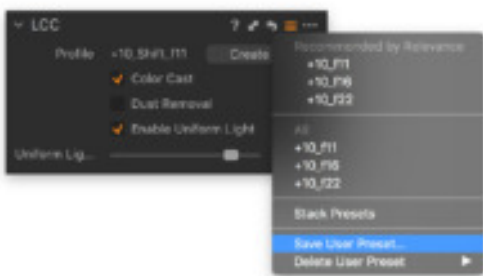 LCC
?
Profile +10_Shift_f11 Create
Color Cast
Dust Removal
Enable Uniform Light
Uniform Lig...
Recommended by Relevance
+10_f11
+10_f16
+10_f22
All
+10_f11
+10_f16
+10_f22
Stack Presets
Save User Preset...
Delete User Preset